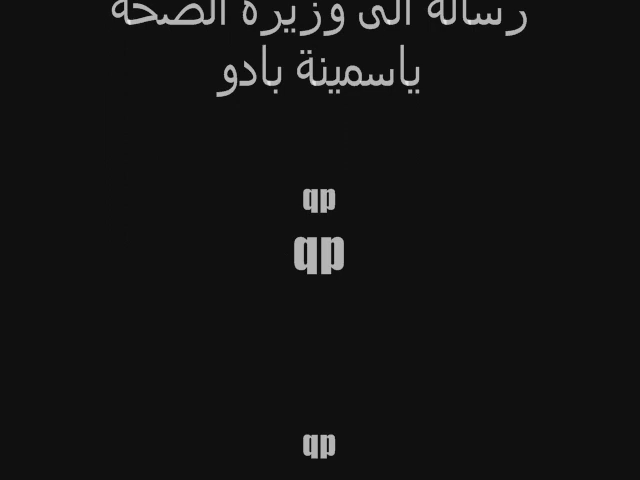 رسالة الى وزيرة الصحة
ياسمينة بادو
qp
qp
qp